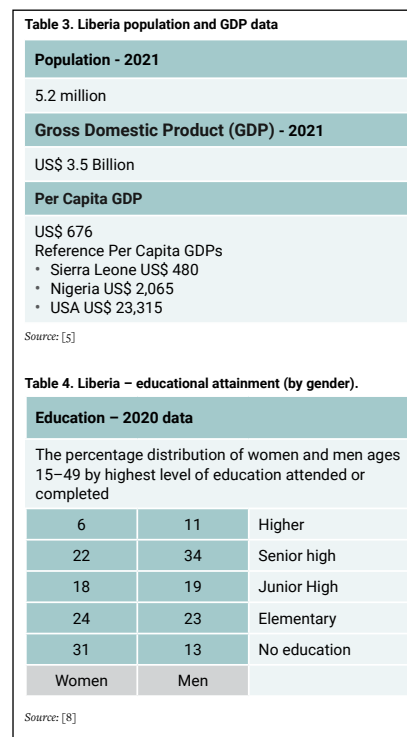 Table 3. Liberia population and GDP data
Population - 2021
5.2 million
Gross Domestic Product (GDP) - 2021
US$ 3.5 Billion
Per Capita GDP
US$ 676
Reference Per Capita GDPs
• Sierra Leone US$ 480
• Nigeria US$ 2,065
• USA US$ 23,315
Source: [5]
Table 4. Liberia – educational attainment (by gender).
Education – 2020 data
The percentage distribution of women and men ages
15–49 by highest level of education attended or
completed
6 11 Higher
22 34 Senior high
18 19 Junior High
24 23 Elementary
31 13 No education
Women Men
Source: [8]